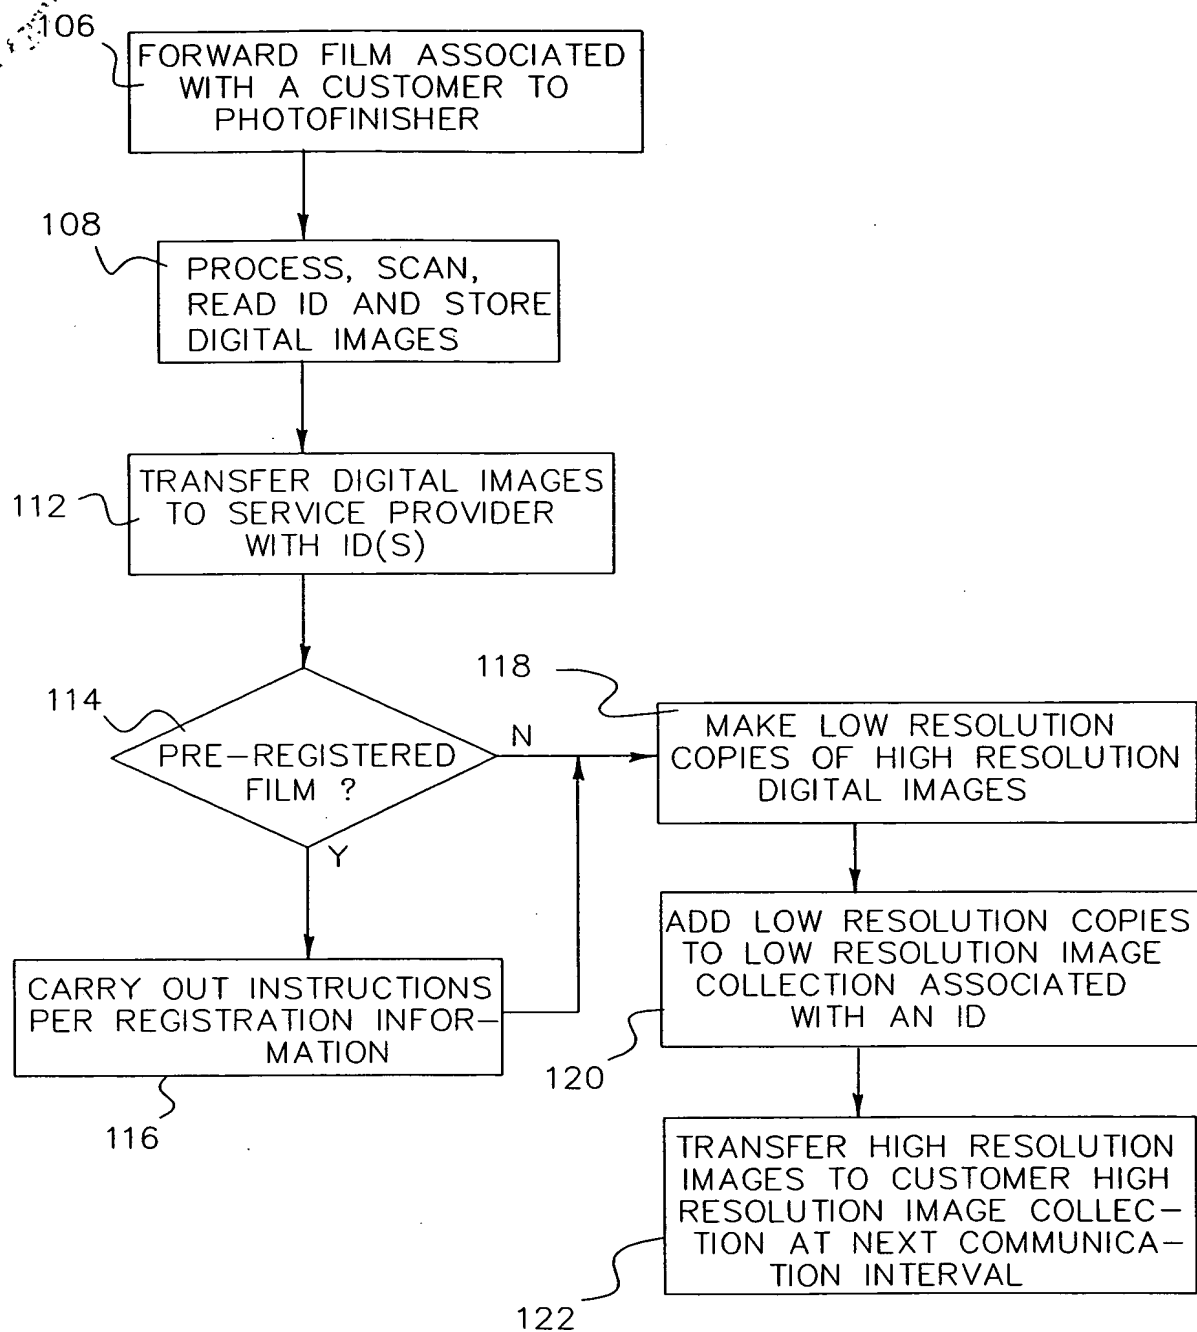 106
FORWARD FILM ASSOCIATED
WITH A CUSTOMER TO
PHOTOFINISHER
108
PROCESS, SCAN,
READ ID AND STORE
DIGITAL IMAGES
112
TRANSFER DIGITAL IMAGES
TO SERVICE PROVIDER
WITH ID(S)
114
PRE-REGISTERED
FILM ?
N
Y
116
CARRY OUT INSTRUCTIONS
PER REGISTRATION INFOR-
MATION
118
MAKE LOW RESOLUTION
COPIES OF HIGH RESOLUTION
DIGITAL IMAGES
120
ADD LOW RESOLUTION COPIES
TO LOW RESOLUTION IMAGE
COLLECTION ASSOCIATED
WITH AN ID
122
TRANSFER HIGH RESOLUTION
IMAGES TO CUSTOMER HIGH
RESOLUTION IMAGE COLLEC-
TION AT NEXT COMMUNICA-
TION INTERVAL